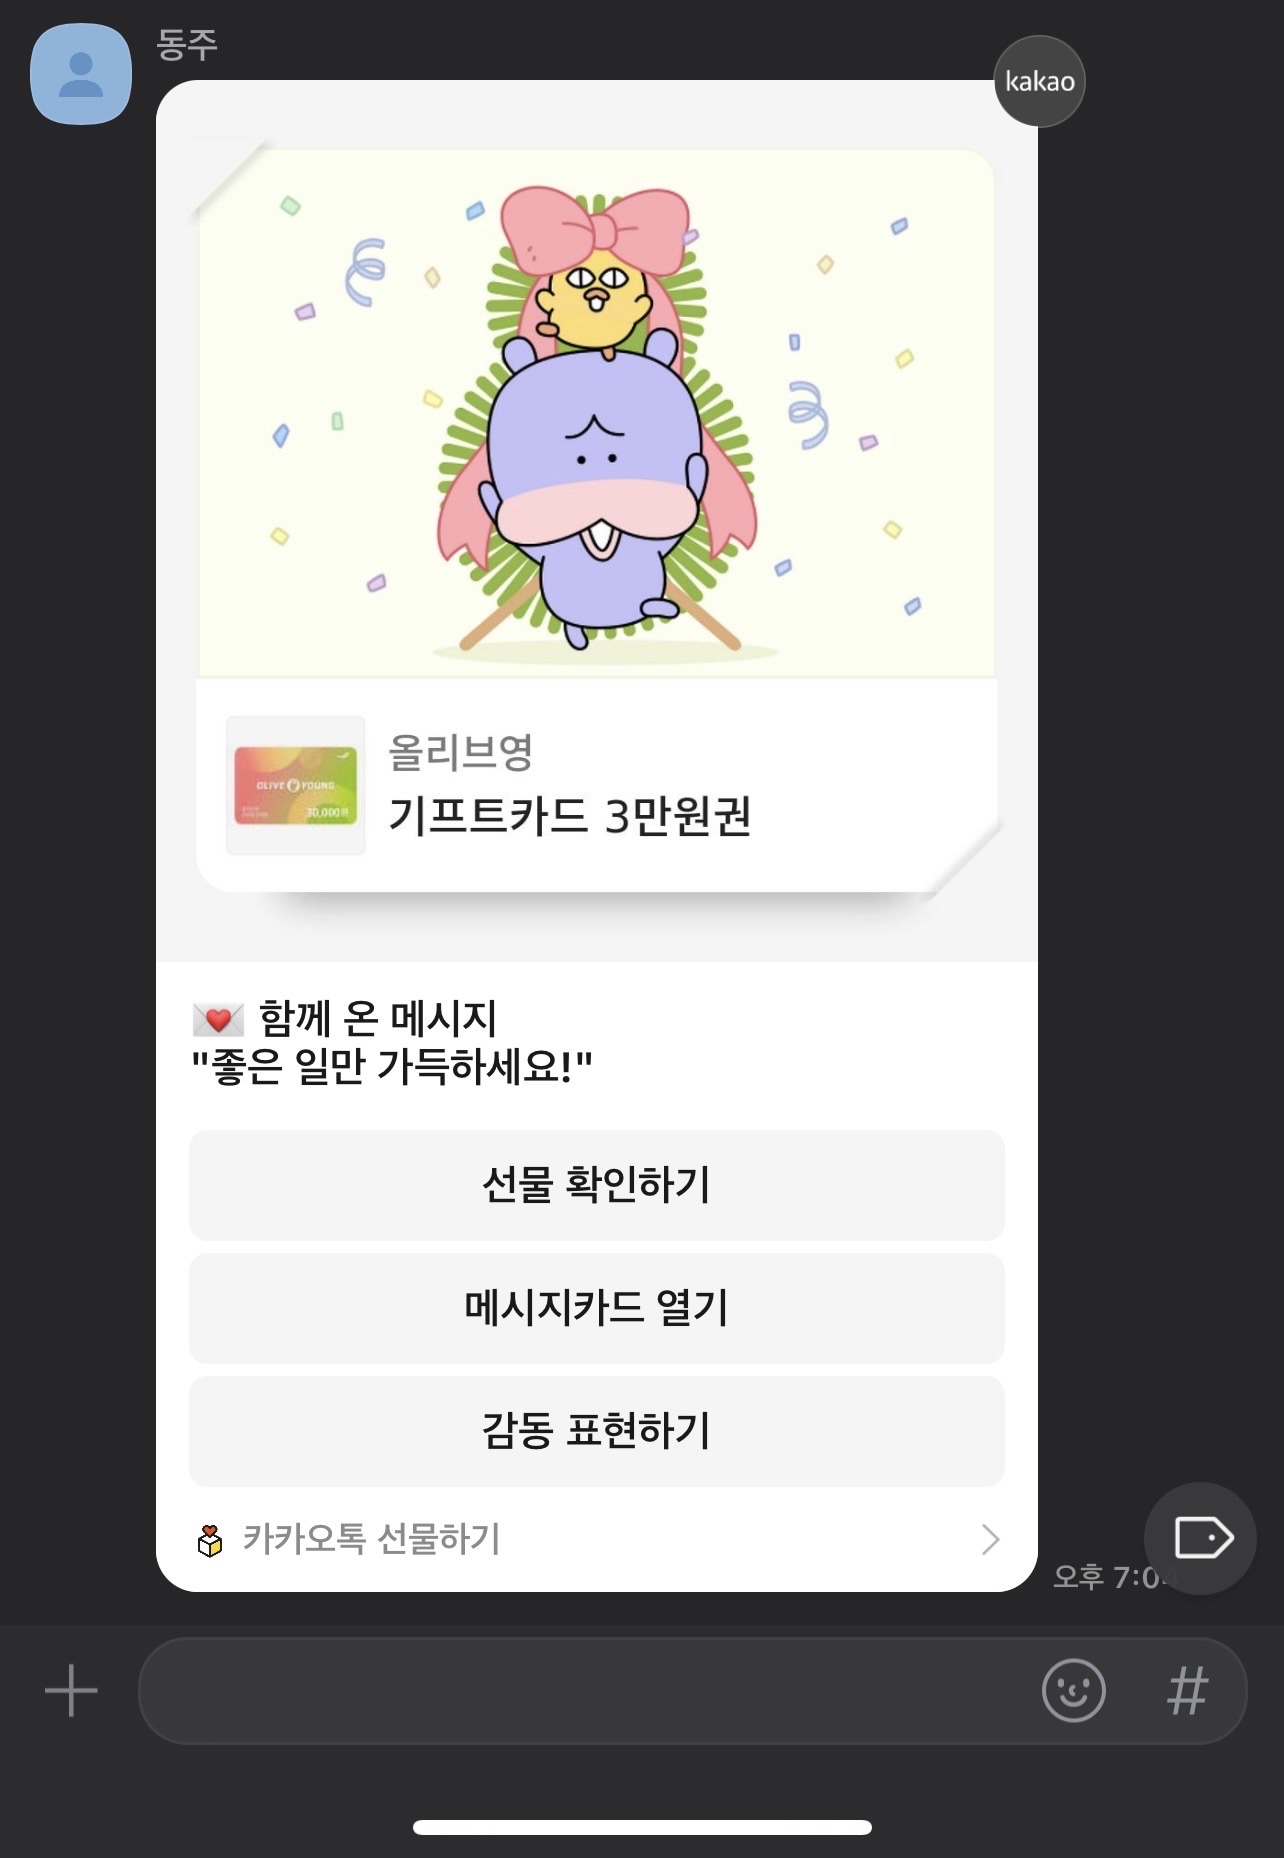 동주
kakao
OLIVE YOUNG
30,000원
올리브영
기프트카드 3만원권
💌 함께 온 메시지
"좋은 일만 가득하세요!"
선물 확인하기
메시지카드 열기
감동 표현하기
카카오톡 선물하기
오후
#